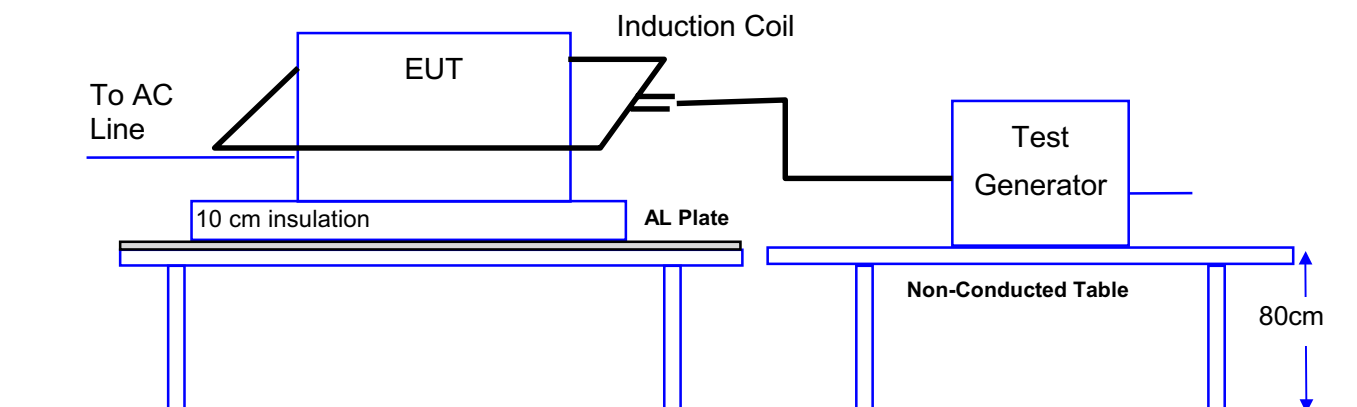 Induction Coil
EUT
To AC
Line
Test
Generator
10 cm insulation
AL Plate
Non-Conducted Table
80cm